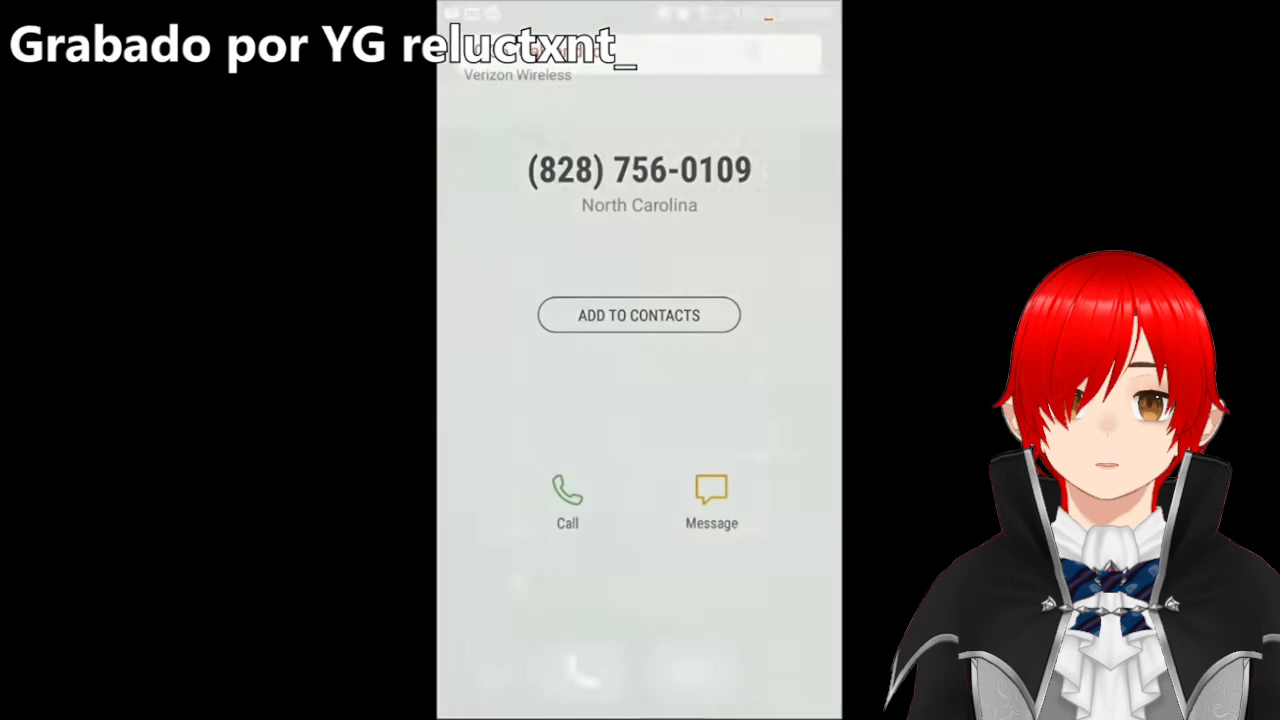 Grabado por YG reluctxnt_
Verizon Wireless
(828) 756-0109
North Carolina
ADD TO CONTACTS
Call
Message